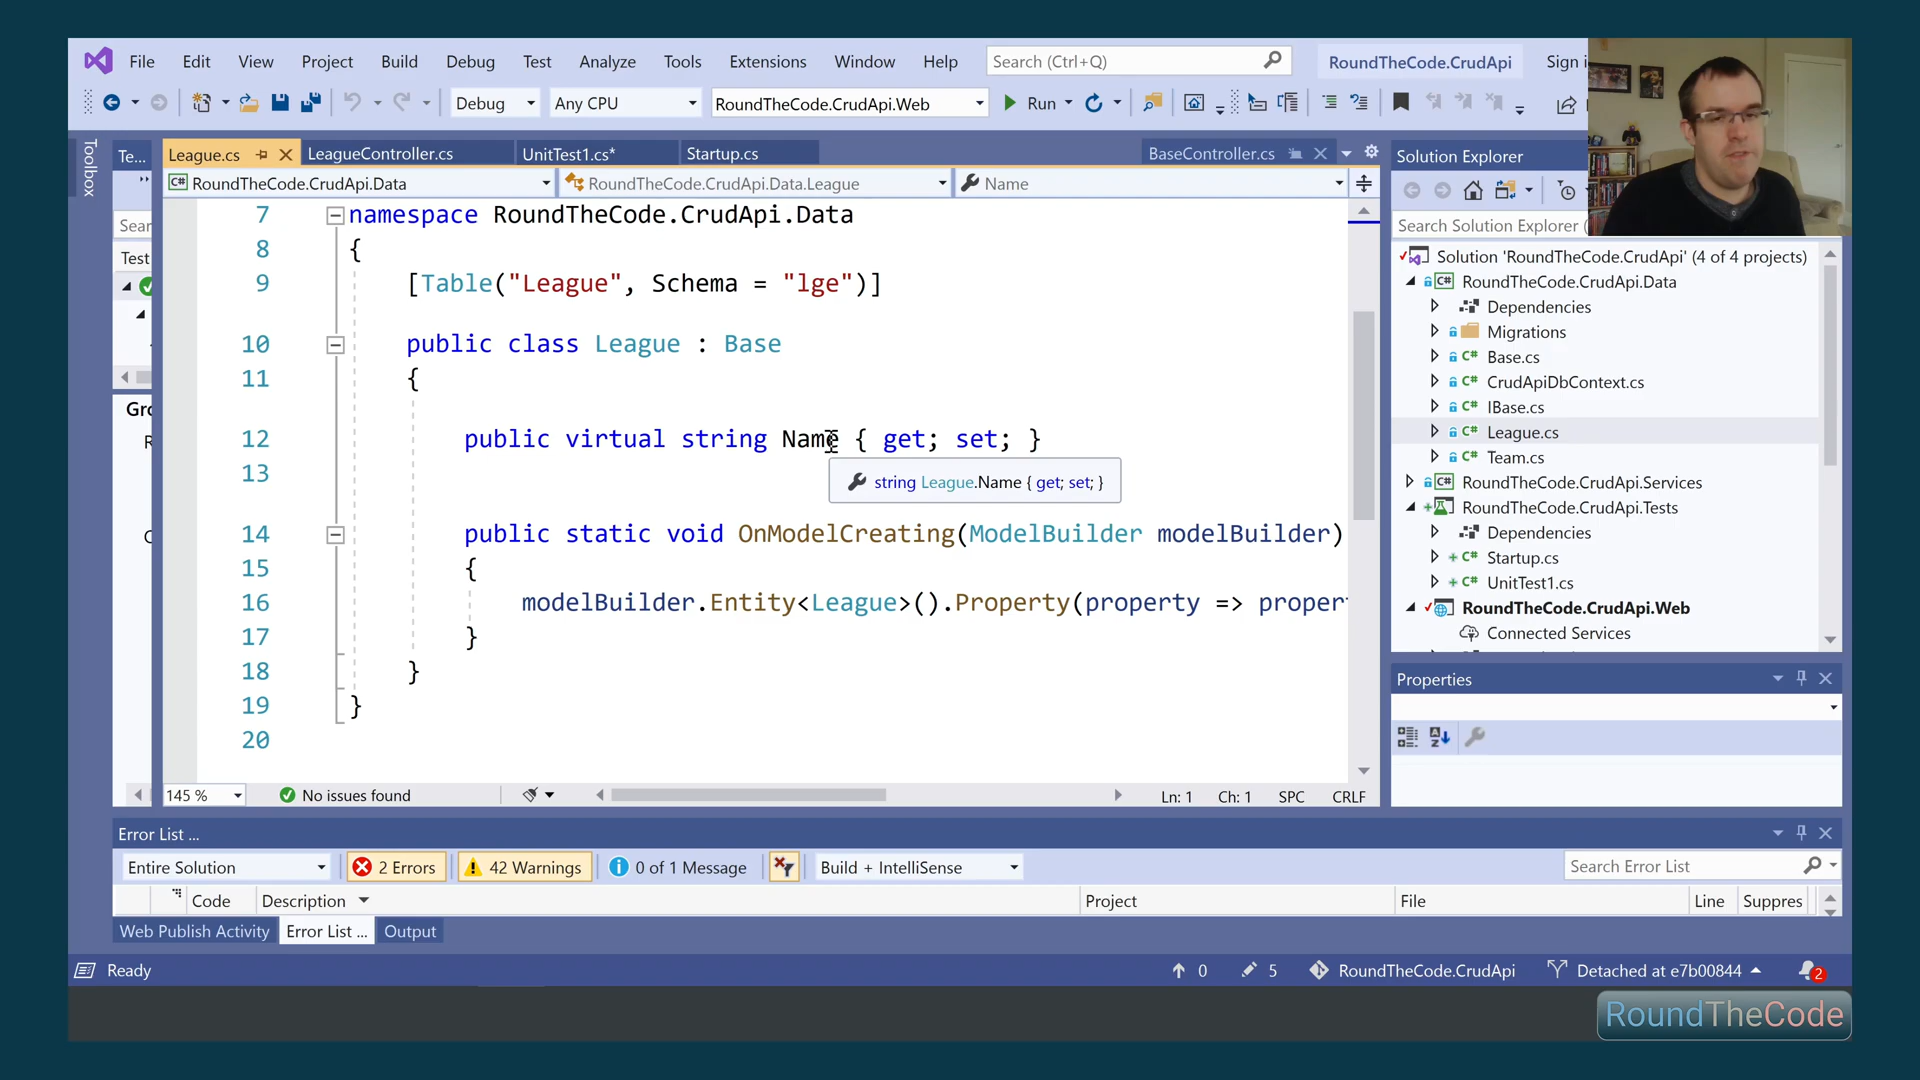 File Edit View Project Build Debug Test Analyze Tools Extensions Window Help Search (Ctrl+Q) RoundTheCode.CrudApi Sign i
Debug Any CPU RoundTheCode.CrudApi.Web Run
Toolbox
Te...
League.cs LeagueController.cs UnitTest1.cs* Startup.cs BaseController.cs
RoundTheCode.CrudApi.Data RoundTheCode.CrudApi.Data.League Name
Sear
Test
Gro
R
7 namespace RoundTheCode.CrudApi.Data
8 {
9 [Table("League", Schema = "lge")]
10 public class League : Base
11 {
12 public virtual string Name { get; set; }
13
string League.Name { get; set; }
14 public static void OnModelCreating(ModelBuilder modelBuilder)
15 {
16 modelBuilder.Entity<League>().Property(property => proper
17 }
18 }
19 }
20
145 % No issues found Ln: 1 Ch: 1 SPC CRLF
Solution Explorer
Search Solution Explorer (
Solution 'RoundTheCode.CrudApi' (4 of 4 projects)
RoundTheCode.CrudApi.Data
Dependencies
Migrations
Base.cs
CrudApiDbContext.cs
IBase.cs
League.cs
Team.cs
RoundTheCode.CrudApi.Services
RoundTheCode.CrudApi.Tests
Dependencies
Startup.cs
UnitTest1.cs
RoundTheCode.CrudApi.Web
Connected Services
Properties
Error List ...
Entire Solution 2 Errors 42 Warnings 0 of 1 Message Build + IntelliSense Search Error List
Code Description Project File Line Suppres
Web Publish Activity Error List ... Output
Ready 0 5 RoundTheCode.CrudApi Detached at e7b00844 2
RoundTheCode